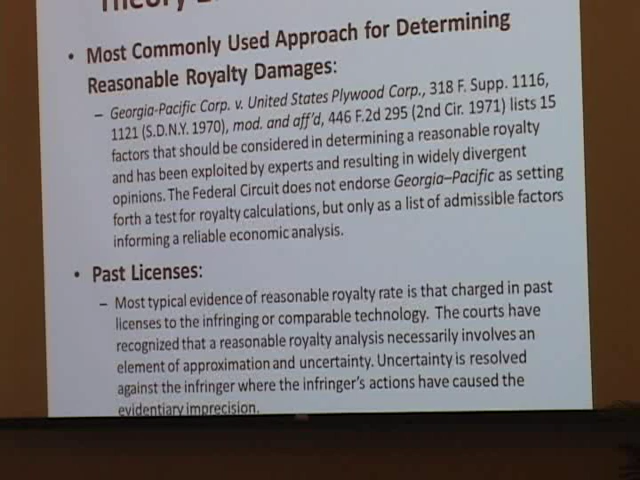 Theory
• Most Commonly Used Approach for Determining
Reasonable Royalty Damages:
– Georgia-Pacific Corp. v. United States Plywood Corp., 318 F. Supp. 1116,
1121 (S.D.N.Y. 1970), mod. and aff'd, 446 F.2d 295 (2nd Cir. 1971) lists 15
factors that should be considered in determining a reasonable royalty
and has been exploited by experts and resulting in widely divergent
opinions. The Federal Circuit does not endorse Georgia–Pacific as setting
forth a test for royalty calculations, but only as a list of admissible factors
informing a reliable economic analysis.
• Past Licenses:
– Most typical evidence of reasonable royalty rate is that charged in past
licenses to the infringing or comparable technology. The courts have
recognized that a reasonable royalty analysis necessarily involves an
element of approximation and uncertainty. Uncertainty is resolved
against the infringer where the infringer's actions have caused the
evidentiary imprecision.